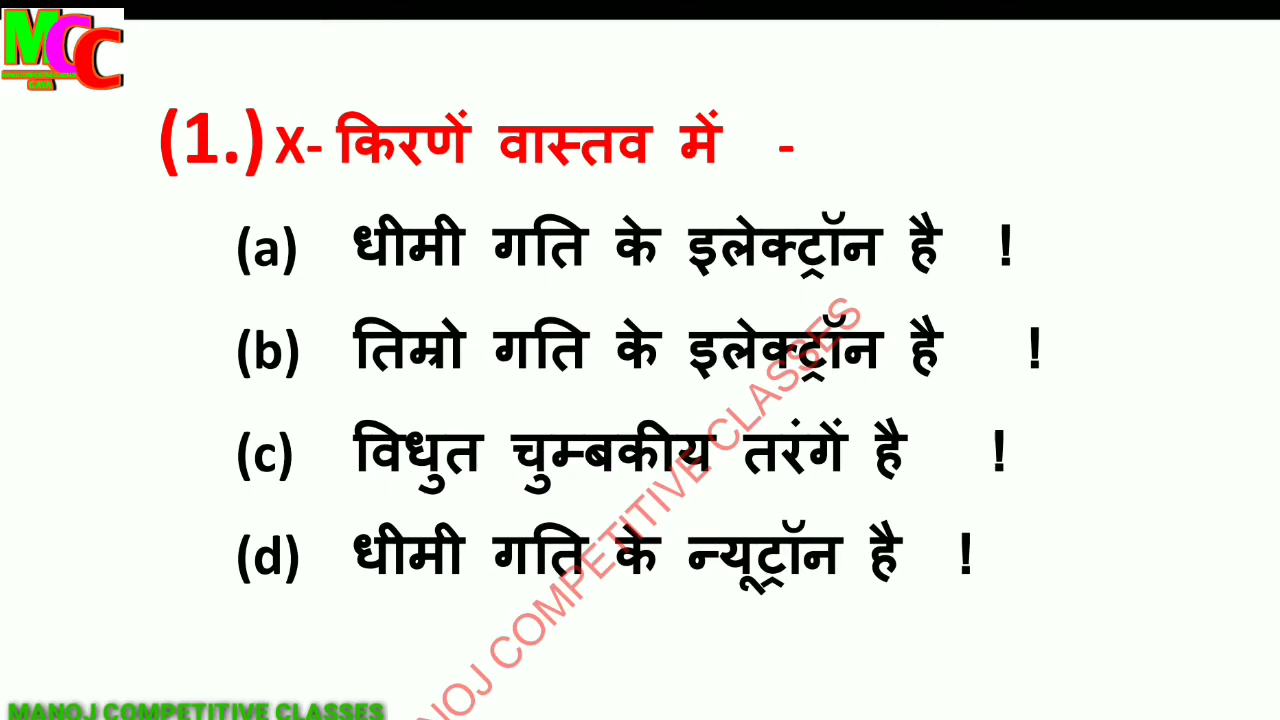 MCC
(1.) X- किरणें वास्तव में -
(a) धीमी गति के इलेक्ट्रॉन है !
(b) तिम्रो गति के इलेक्ट्रॉन है !
(c) विधुत चुम्बकीय तरंगें है !
(d) धीमी गति के न्यूट्रॉन है !
NOJ COMPETITIVE CLASSES
MANOJ COMPETITIVE CLASSES